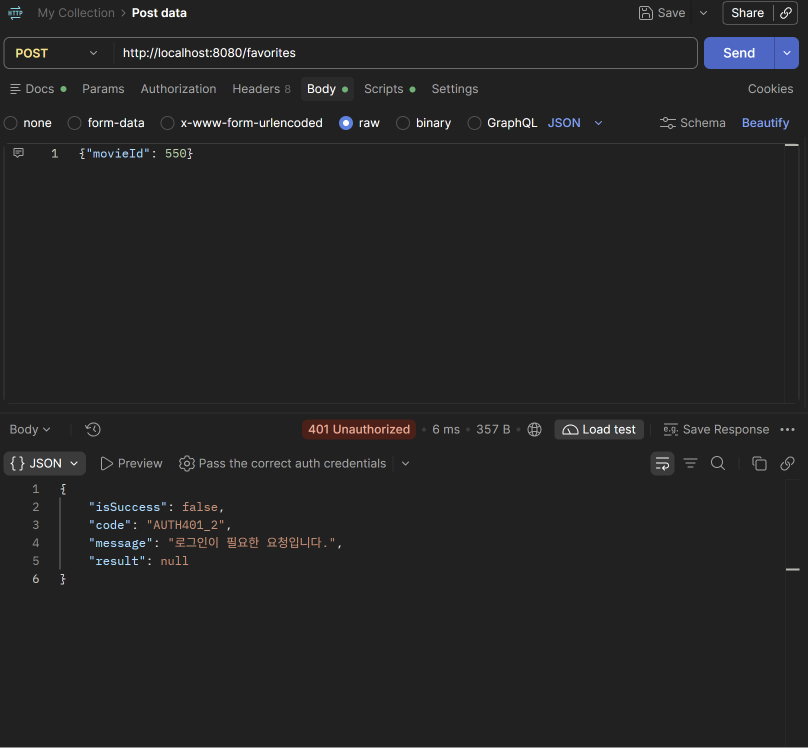 HTTP My Collection > Post data Save Share
POST http://localhost:8080/favorites Send
Docs Params Authorization Headers 8 Body Scripts Settings Cookies
none form-data x-www-form-urlencoded raw binary GraphQL JSON Schema Beautify
1 {"movieId": 550}
Body 401 Unauthorized • 6 ms • 357 B • Load test e.g. Save Response
{} JSON Preview Pass the correct auth credentials
1 {
2 "isSuccess": false,
3 "code": "AUTH401_2",
4 "message": "로그인이 필요한 요청입니다.",
5 "result": null
6 }